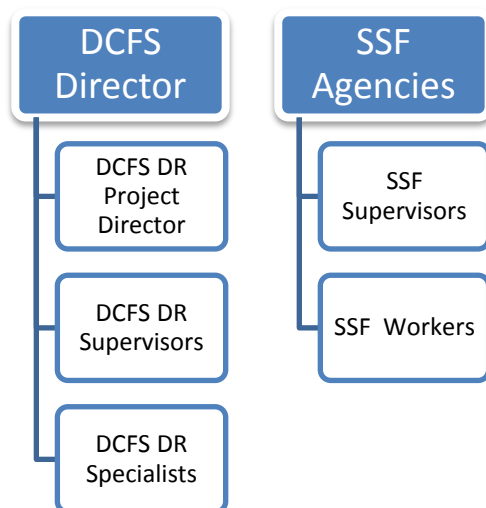 DCFS
Director
DCFS DR
Project
Director
DCFS DR
Supervisors
DCFS DR
Specialists
SSF
Agencies
SSF
Supervisors
SSF Workers